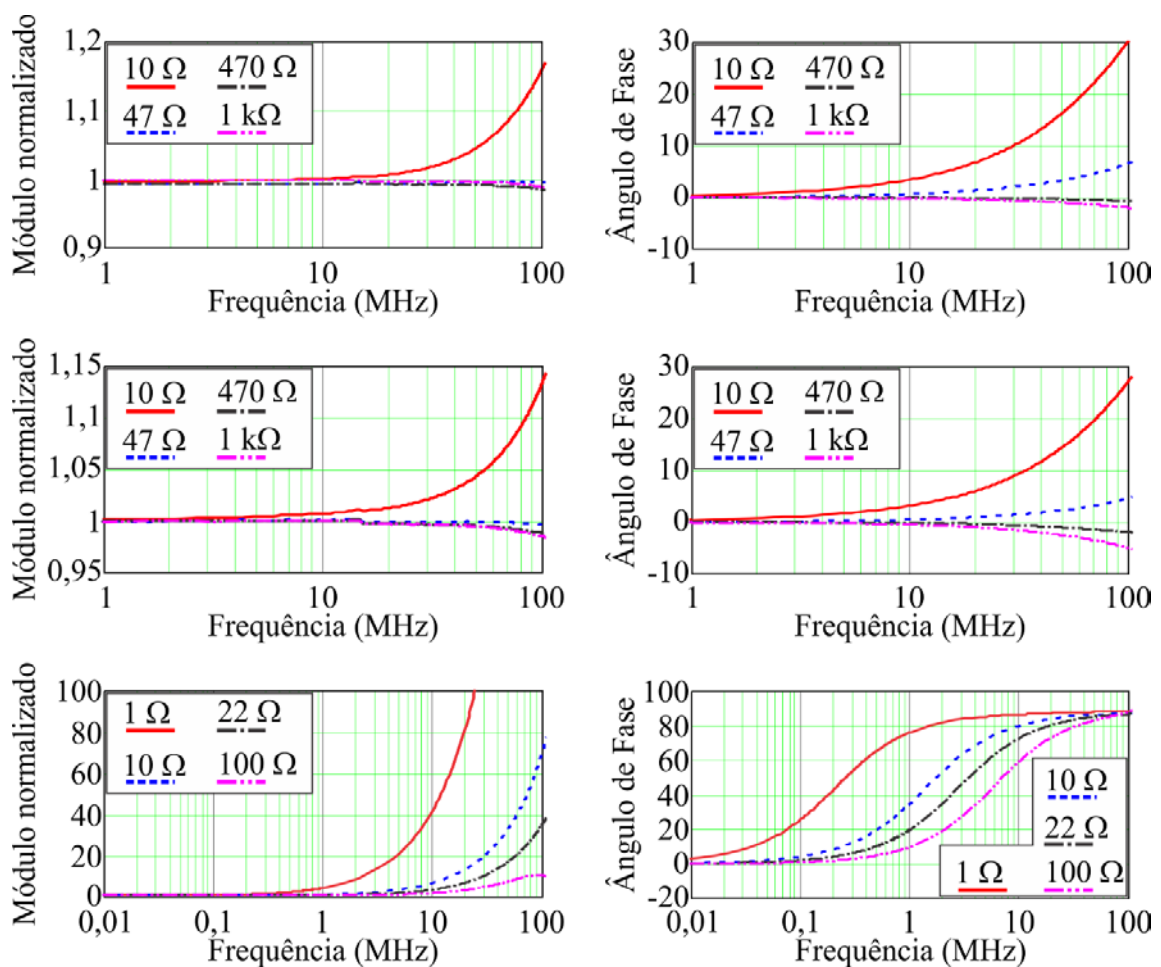 Módulo normalizado
1,2
1,1
1
0,9
10 Ω 470 Ω
47 Ω 1 kΩ
1 10 100
Frequência (MHz)
Ângulo de Fase
30
20
10
0
-10
10 Ω 470 Ω
47 Ω 1 kΩ
1 10 100
Frequência (MHz)
Módulo normalizado
1,15
1,1
1,05
1
0,95
10 Ω 470 Ω
47 Ω 1 kΩ
1 10 100
Frequência (MHz)
Ângulo de Fase
30
20
10
0
-10
10 Ω 470 Ω
47 Ω 1 kΩ
1 10 100
Frequência (MHz)
Módulo normalizado
100
80
60
40
20
0
1 Ω 22 Ω
10 Ω 100 Ω
0,01 0,1 1 10 100
Frequência (MHz)
Ângulo de Fase
100
80
60
40
20
0
-20
10 Ω
22 Ω
1 Ω 100 Ω
0,01 0,1 1 10 100
Frequência (MHz)